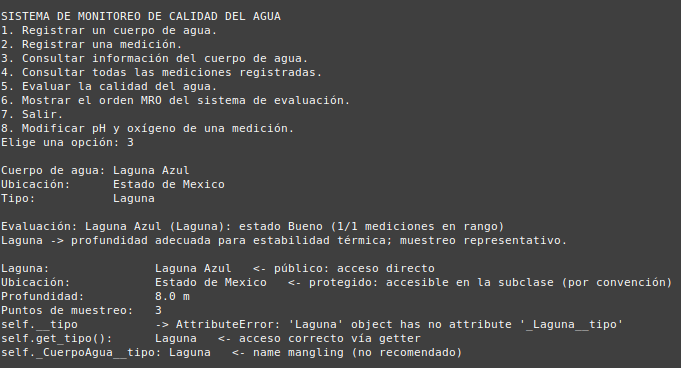 SISTEMA DE MONITOREO DE CALIDAD DEL AGUA
1. Registrar un cuerpo de agua.
2. Registrar una medición.
3. Consultar información del cuerpo de agua.
4. Consultar todas las mediciones registradas.
5. Evaluar la calidad del agua.
6. Mostrar el orden MRO del sistema de evaluación.
7. Salir.
8. Modificar pH y oxígeno de una medición.
Elige una opción: 3

Cuerpo de agua: Laguna Azul
Ubicación:      Estado de Mexico
Tipo:           Laguna

Evaluación: Laguna Azul (Laguna): estado Bueno (1/1 mediciones en rango)
Laguna -> profundidad adecuada para estabilidad térmica; muestreo representativo.

Laguna:               Laguna Azul   <- público: acceso directo
Ubicación:            Estado de Mexico   <- protegido: accesible en la subclase (por convención)
Profundidad:          8.0 m
Puntos de muestreo:   3
self.__tipo           -> AttributeError: 'Laguna' object has no attribute '_Laguna__tipo'
self.get_tipo():      Laguna   <- acceso correcto vía getter
self._CuerpoAgua__tipo: Laguna   <- name mangling (no recomendado)